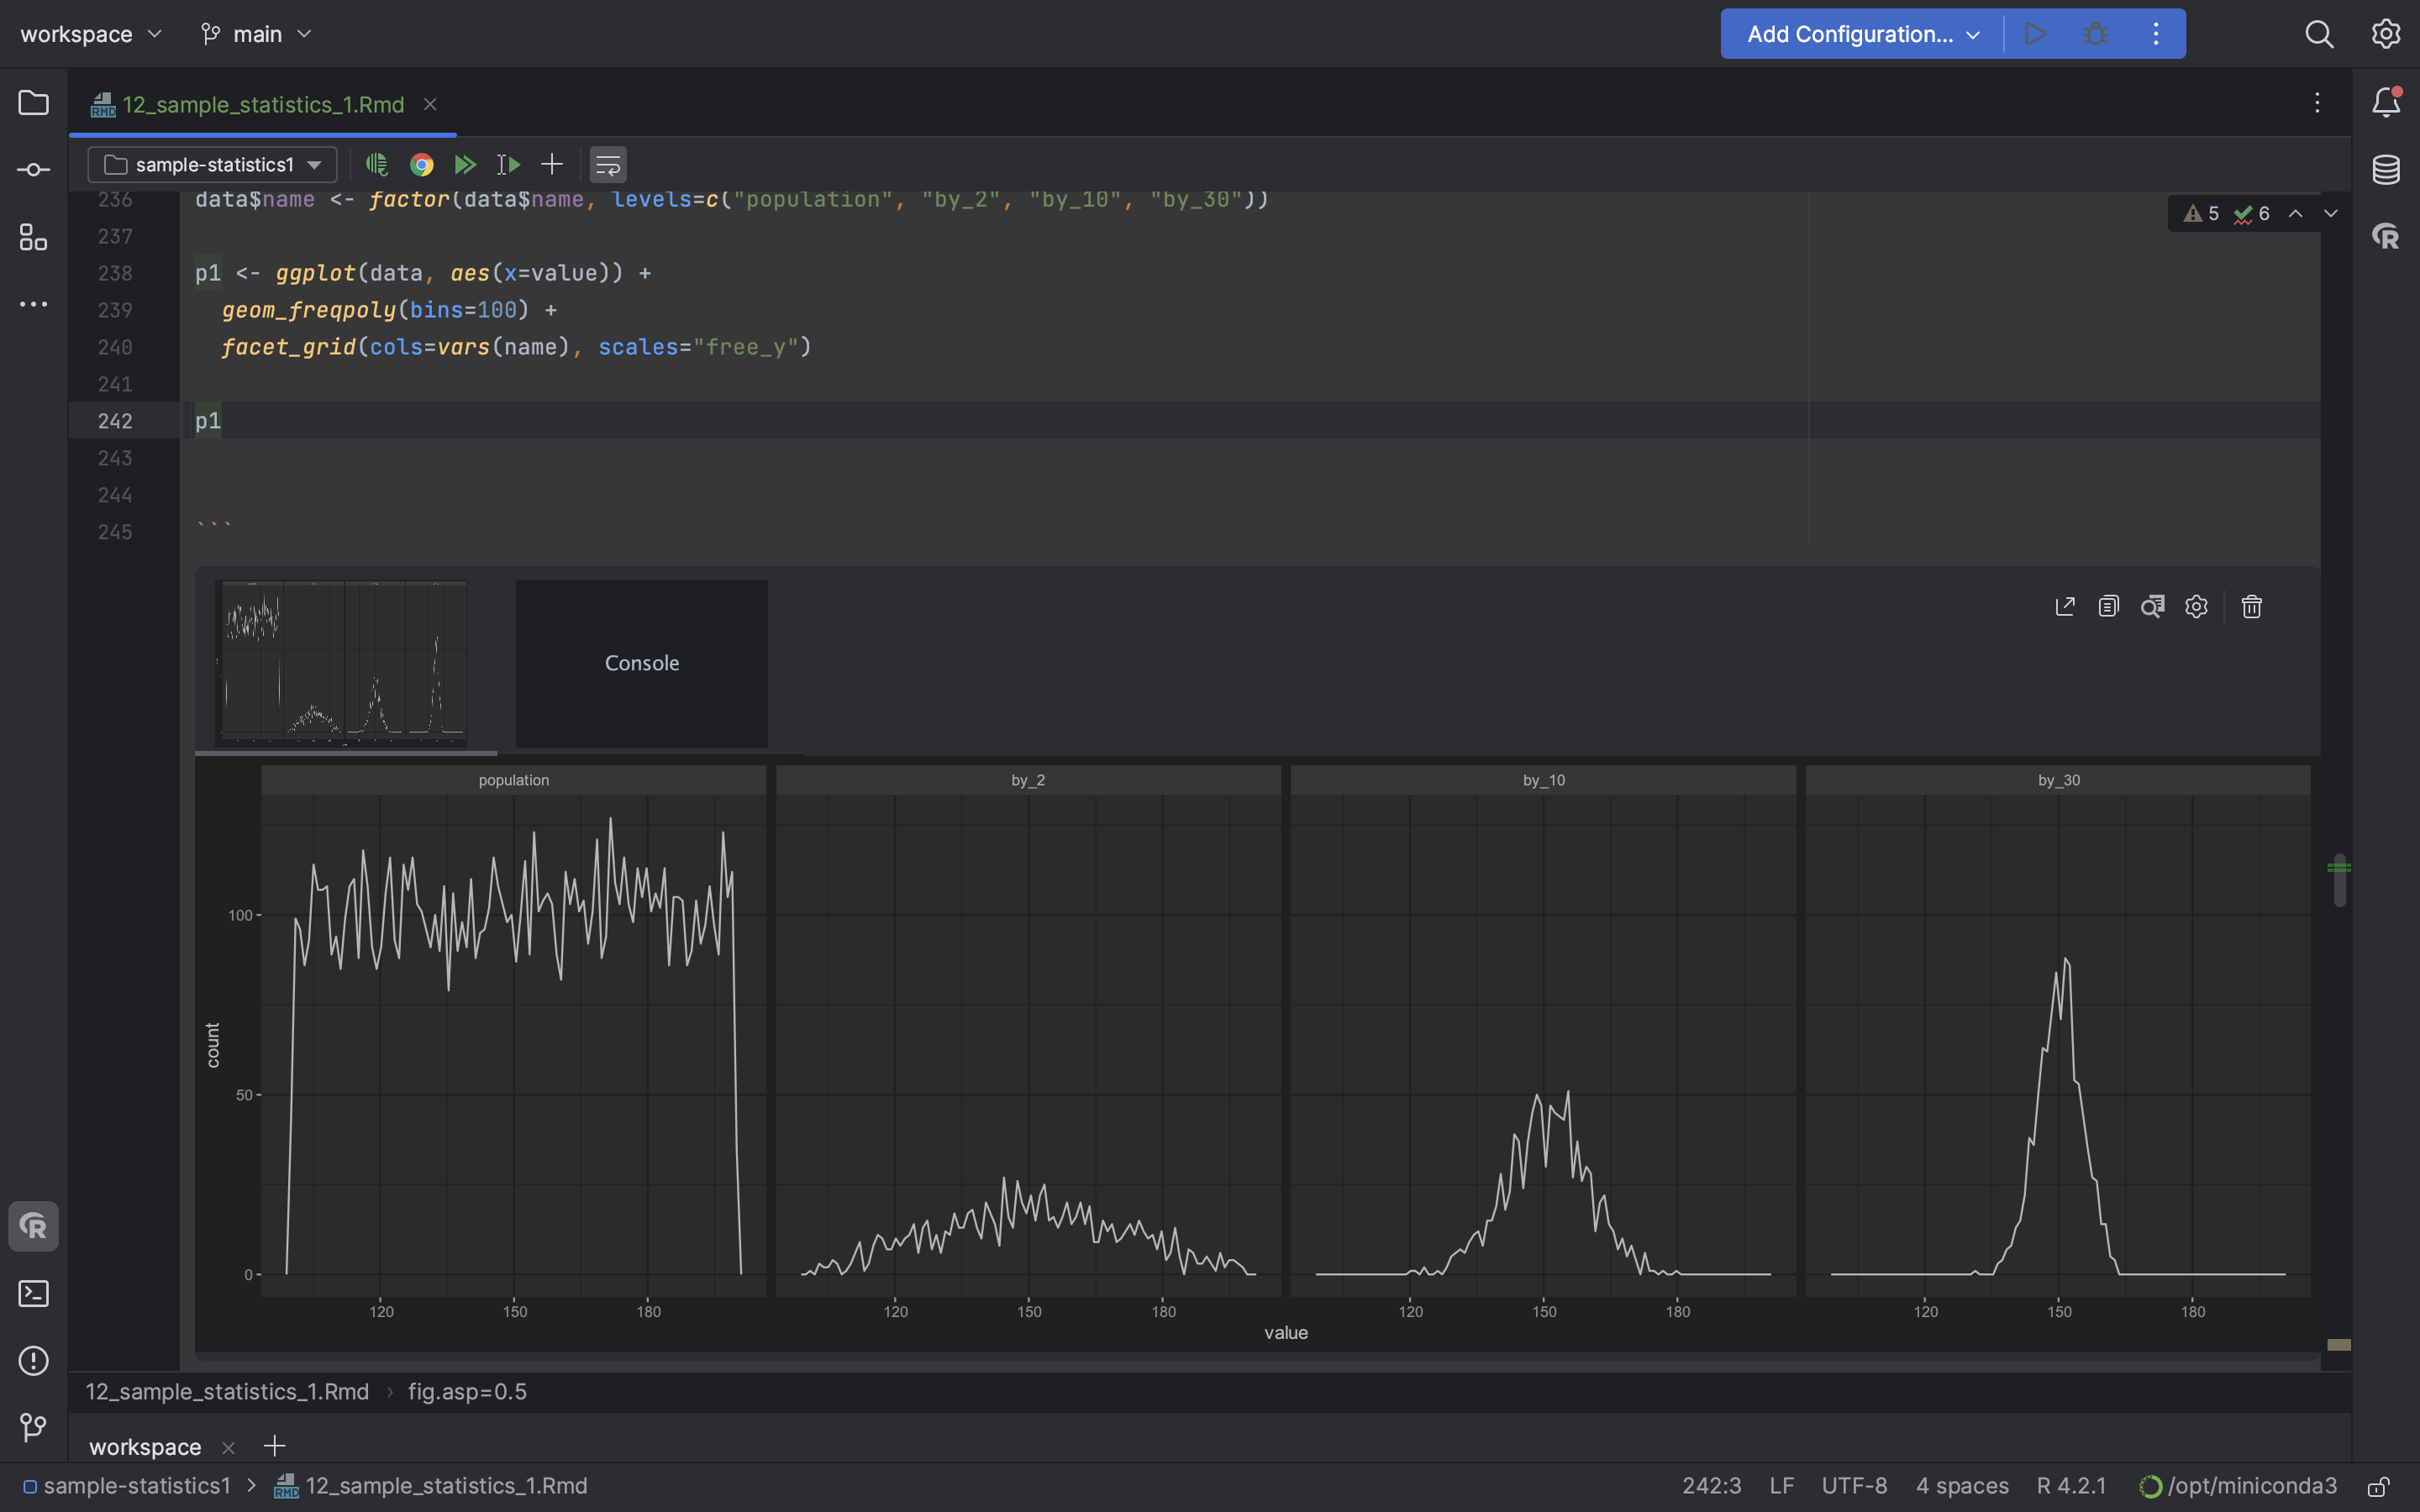 workspace main Add Configuration...
12_sample_statistics_1.Rmd
sample-statistics1
236 data$name <- factor(data$name, levels=c("population", "by_2", "by_10", "by_30"))
5 6
237
238 p1 <- ggplot(data, aes(x=value)) +
239 geom_freqpoly(bins=100) +
240 facet_grid(cols=vars(name), scales="free_y")
241
242 p1
243
244
245 ```
Console
population by_2 by_10 by_30
100
count
50
0
120 150 180 120 150 180 120 150 180 120 150 180
value
12_sample_statistics_1.Rmd › fig.asp=0.5
workspace
sample-statistics1 > 12_sample_statistics_1.Rmd 242:3 LF UTF-8 4 spaces R 4.2.1 /opt/miniconda3